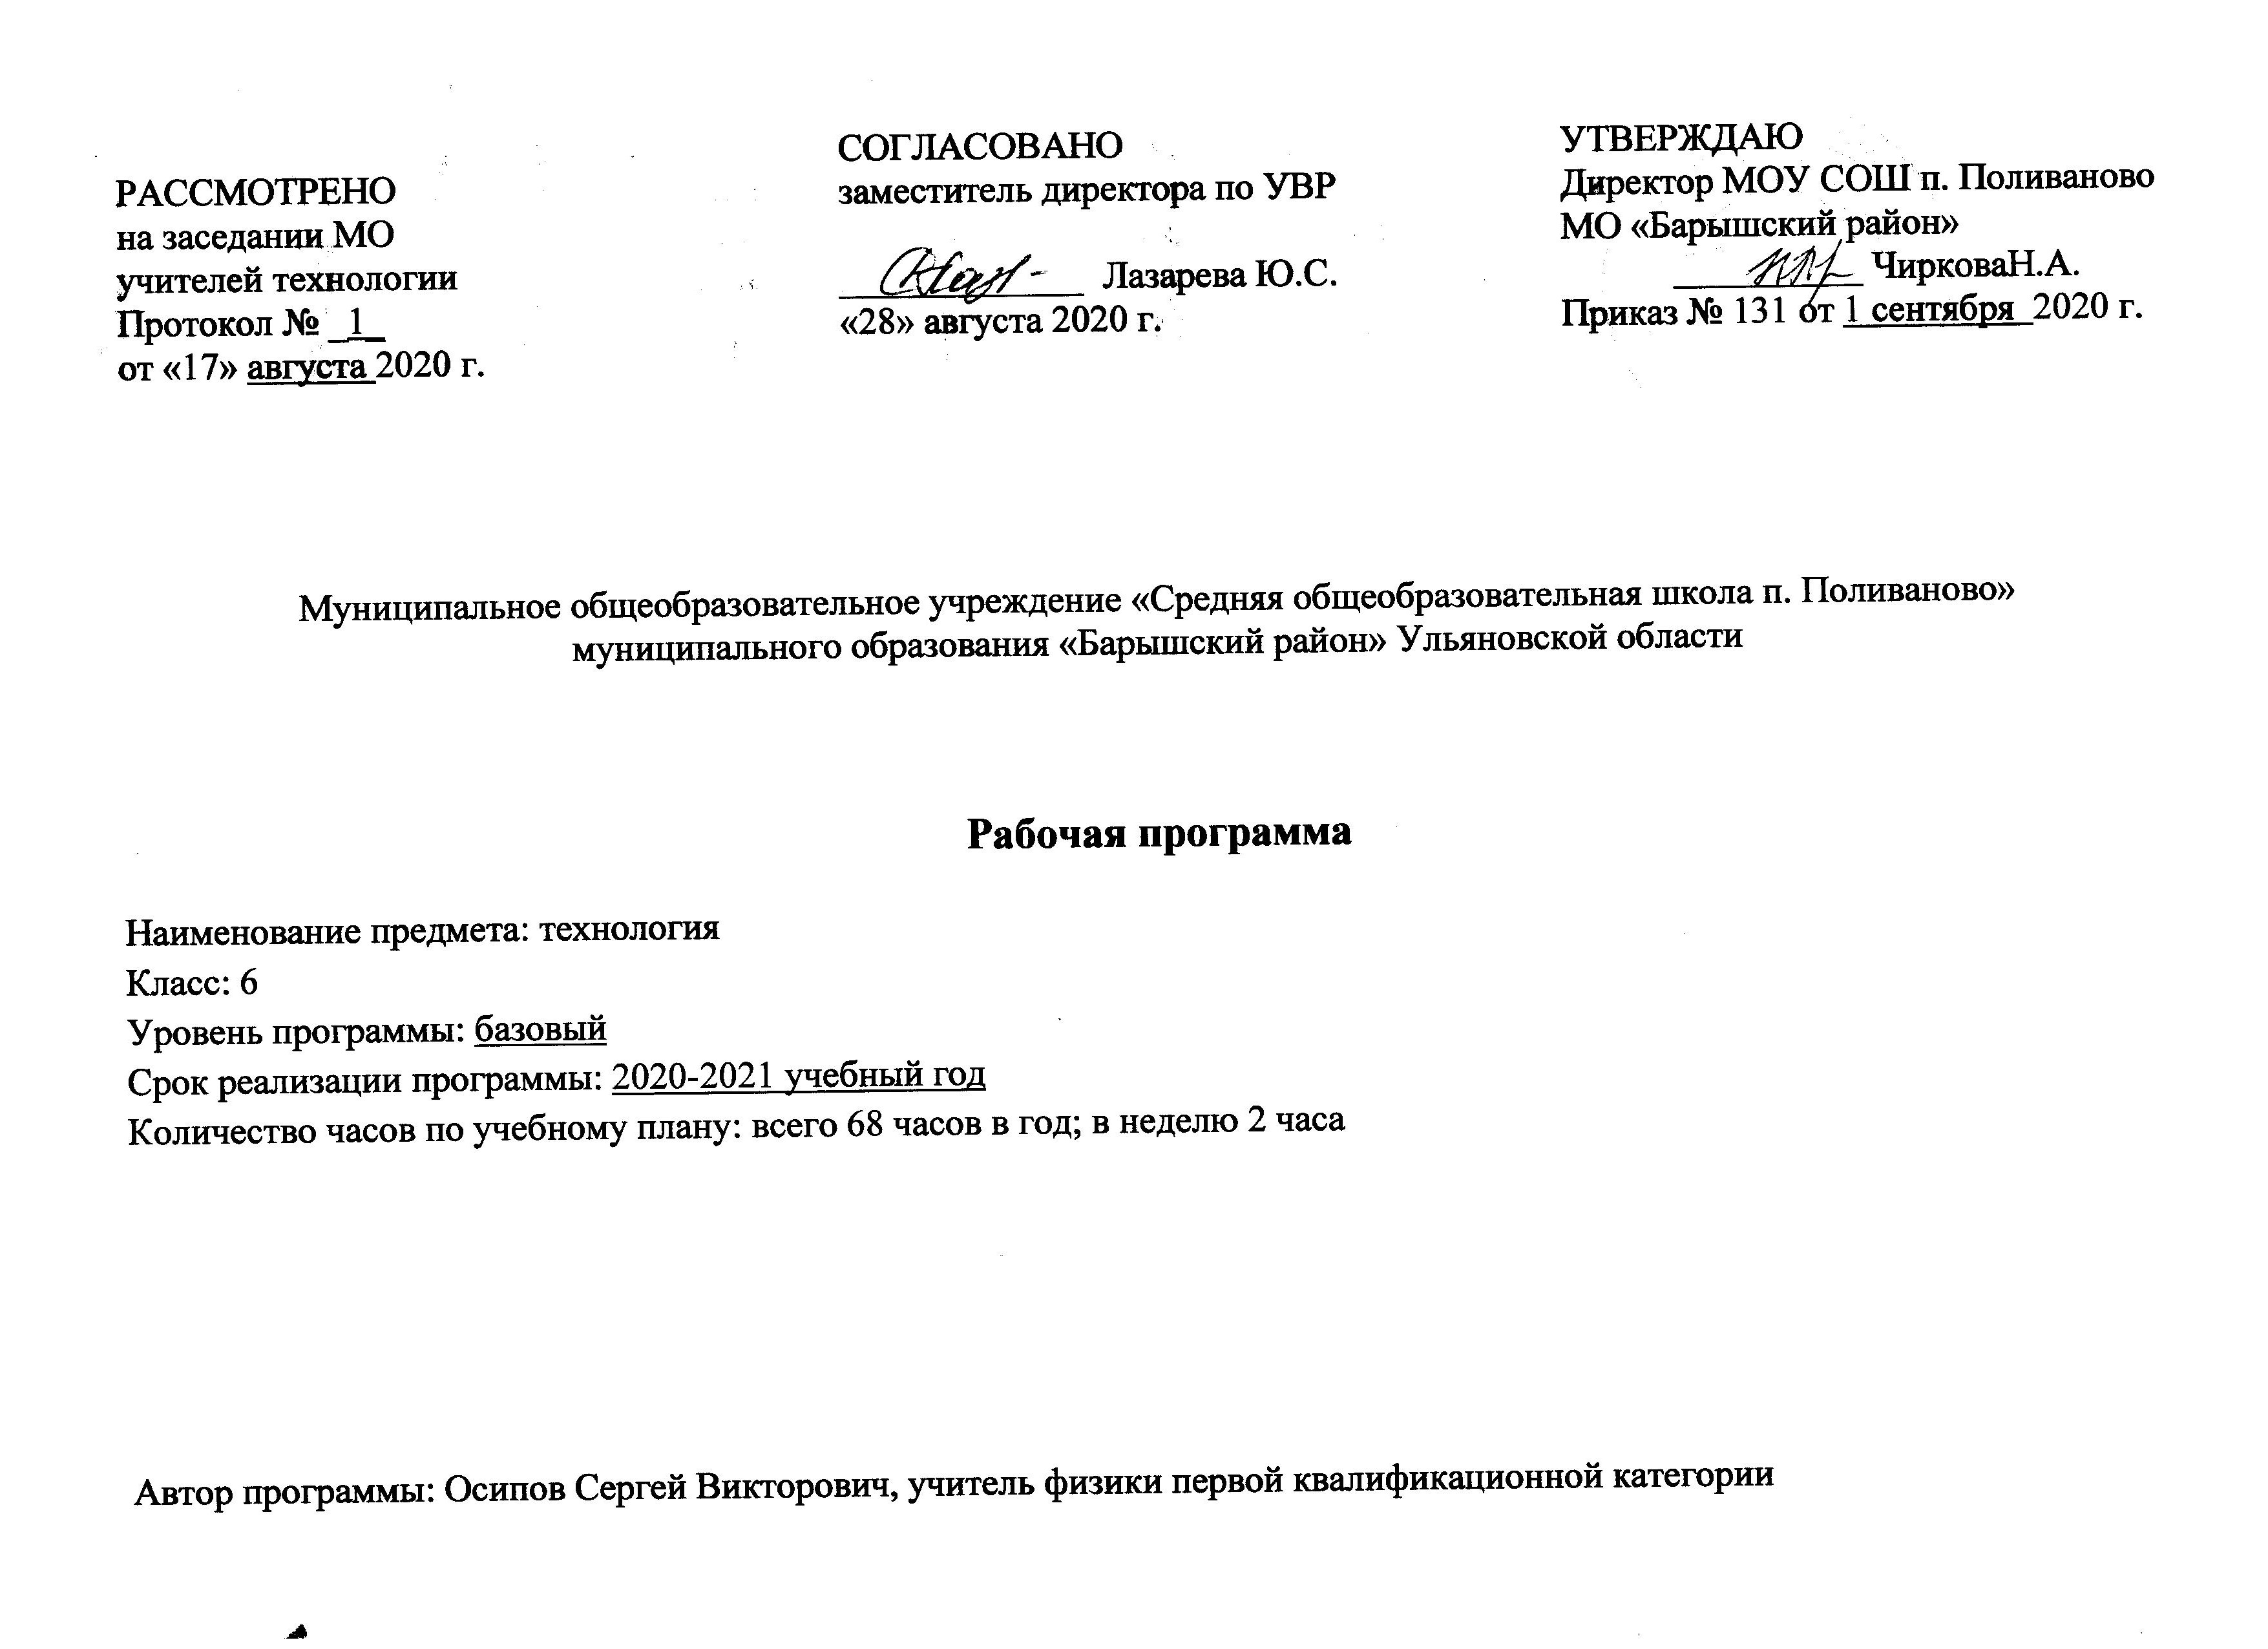 РАССМОТРЕНО
на заседании МО
учителей технологии
Протокол № _1_
от «17» августа 2020 г.
СОГЛАСОВАНО
заместитель директора по УВР
Лазарева Ю.С.
«28» августа 2020 г.
УТВЕРЖДАЮ
Директор МОУ СОШ п. Поливаново
МО «Барышский район»
ЧирковаН.А.
Приказ № 131 от 1 сентября 2020 г.
Муниципальное общеобразовательное учреждение «Средняя общеобразовательная школа п. Поливаново»
муниципального образования «Барышский район» Ульяновской области
Рабочая программа
Наименование предмета: технология
Класс: 6
Уровень программы: базовый
Срок реализации программы: 2020-2021 учебный год
Количество часов по учебному плану: всего 68 часов в год; в неделю 2 часа
Автор программы: Осипов Сергей Викторович, учитель физики первой квалификационной категории